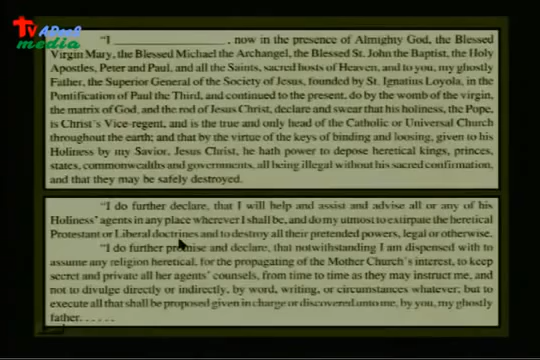 TV ADvent
media
"I ____________________, now in the presence of Almighty God, the Blessed
Virgin Mary, the Blessed Michael the Archangel, the Blessed St. John the Baptist, the Holy
Apostles, Peter and Paul, and all the Saints, sacred hosts of Heaven, and to you, my ghostly
Father, the Superior General of the Society of Jesus, founded by St. Ignatius Loyola, in the
Pontification of Paul the Third, and continued to the present, do by the womb of the virgin,
the matrix of God, and the rod of Jesus Christ, declare and swear that his holiness, the Pope,
is Christ's Vice-regent, and is the true and only head of the Catholic or Universal Church
throughout the earth; and that by the virtue of the keys of binding and loosing, given to his
Holiness by my Savior, Jesus Christ, he hath power to depose heretical kings, princes,
states, commonwealths and governments, all being illegal without his sacred confirmation,
and that they may be safely destroyed.
"I do further declare, that I will help and assist and advise all or any of his
Holiness' agents in any place wherever I shall be, and do my utmost to extirpate the heretical
Protestant or Liberal doctrines and to destroy all their pretended powers, legal or otherwise.
"I do further promise and declare, that notwithstanding I am dispensed with to
assume any religion heretical, for the propagating of the Mother Church's interest, to keep
secret and private all her agents' counsels, from time to time as they may instruct me, and
not to divulge directly or indirectly, by word, writing, or circumstances whatever; but to
execute all that shall be proposed given in charge or discovered unto me, by you, my ghostly
father. . . . . .